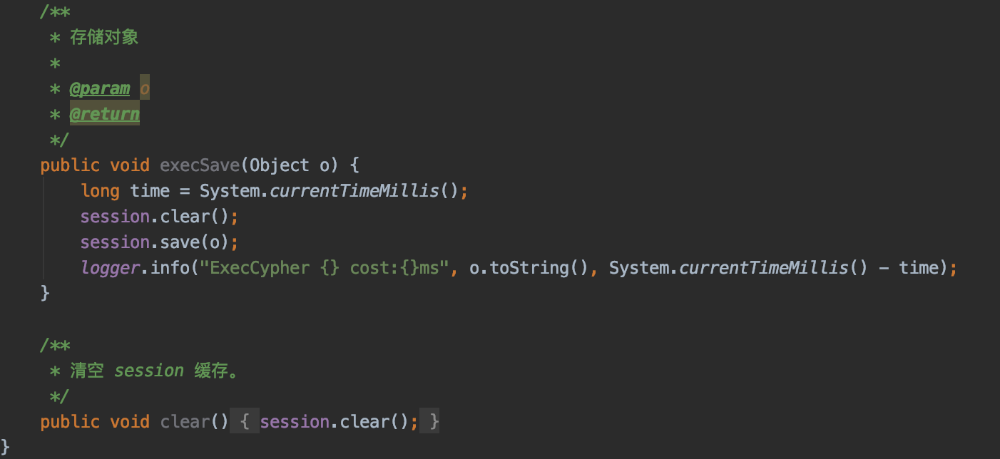 /**
 * 存储对象
 *
 * @param o
 * @return
 */
public void execSave(Object o) {
    long time = System.currentTimeMillis();
    session.clear();
    session.save(o);
    logger.info("ExecCypher {} cost:{}ms", o.toString(), System.currentTimeMillis() - time);
}

/**
 * 清空 session 缓存。
 */
public void clear() { session.clear(); }
}